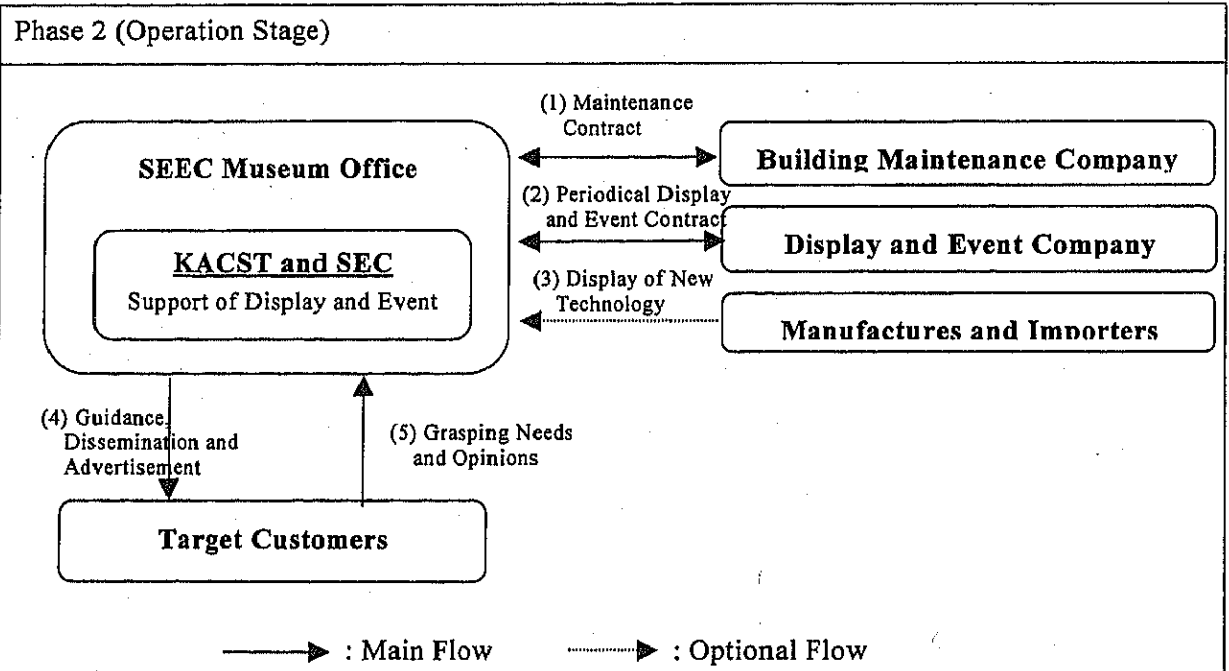 Phase 2 (Operation Stage)
SEEC Museum Office
KACST and SEC
Support of Display and Event
(1) Maintenance
Contract
Building Maintenance Company
(2) Periodical Display
and Event Contract
Display and Event Company
(3) Display of New
Technology
Manufactures and Importers
(4) Guidance,
Dissemination and
Advertisement
(5) Grasping Needs
and Opinions
Target Customers
: Main Flow
: Optional Flow